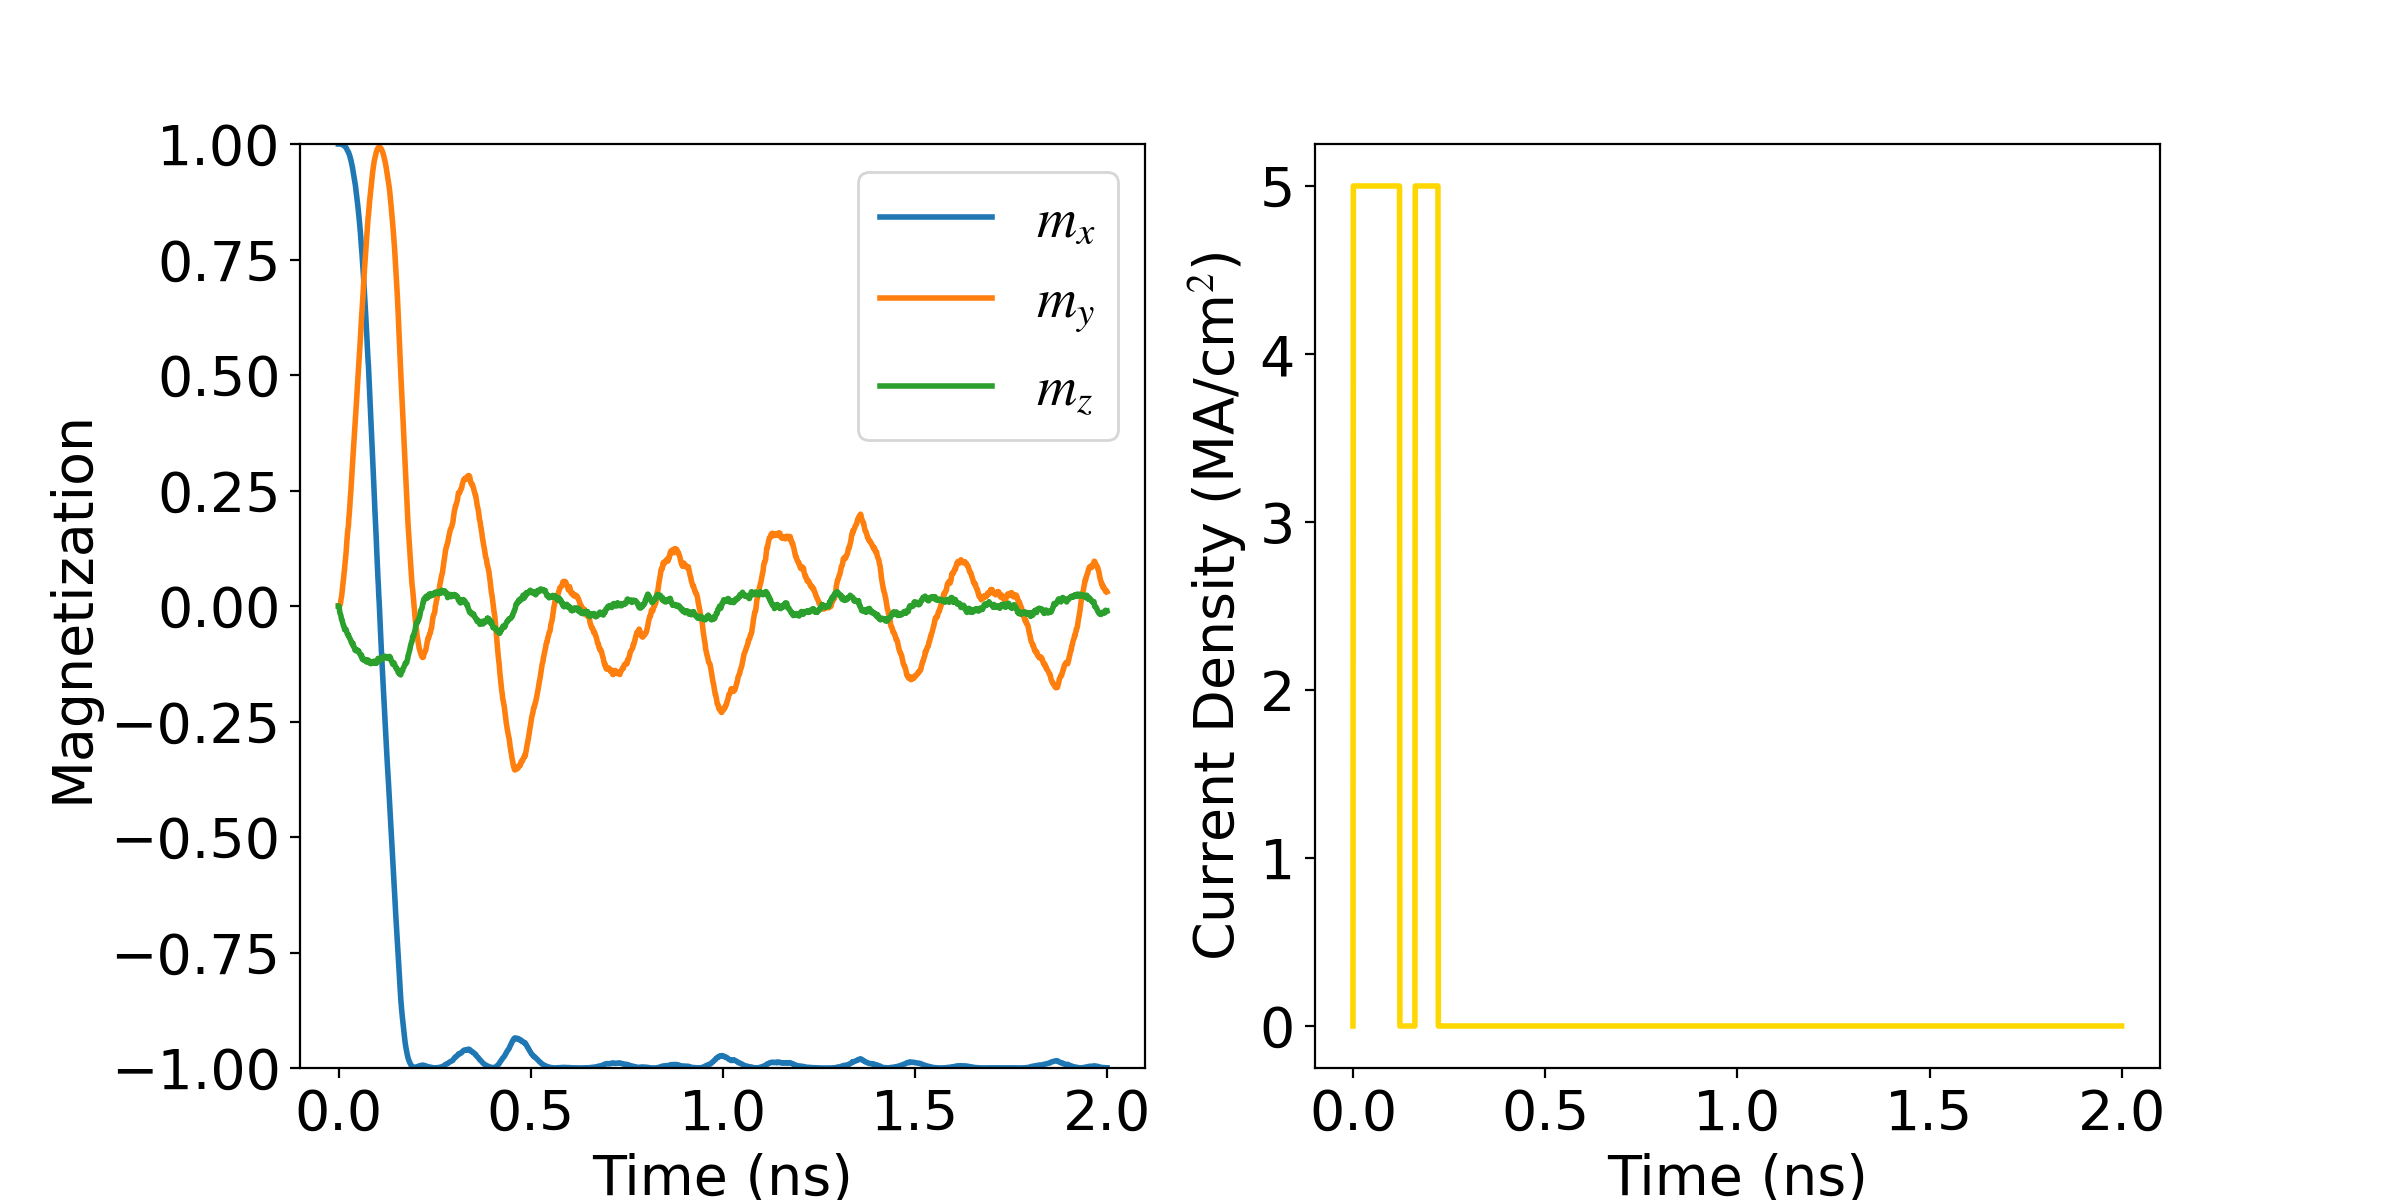 Magnetization
1.00
0.75
0.50
0.25
0.00
−0.25
−0.50
−0.75
−1.00
0.0 0.5 1.0 1.5 2.0
Time (ns)
m_x
m_y
m_z
Current Density (MA/cm²)
5
4
3
2
1
0
0.0 0.5 1.0 1.5 2.0
Time (ns)